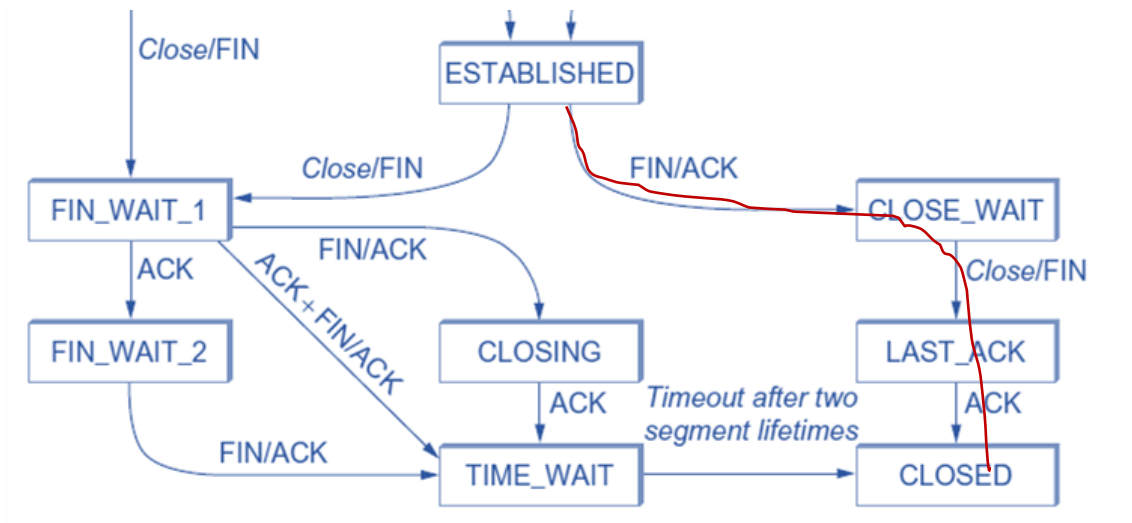 Close/FIN
ESTABLISHED
Close/FIN
FIN/ACK
FIN_WAIT_1
CLOSE_WAIT
FIN/ACK
ACK
ACK + FIN/ACK
Close/FIN
FIN_WAIT_2
CLOSING
LAST_ACK
ACK
Timeout after two
segment lifetimes
ACK
FIN/ACK
TIME_WAIT
CLOSED